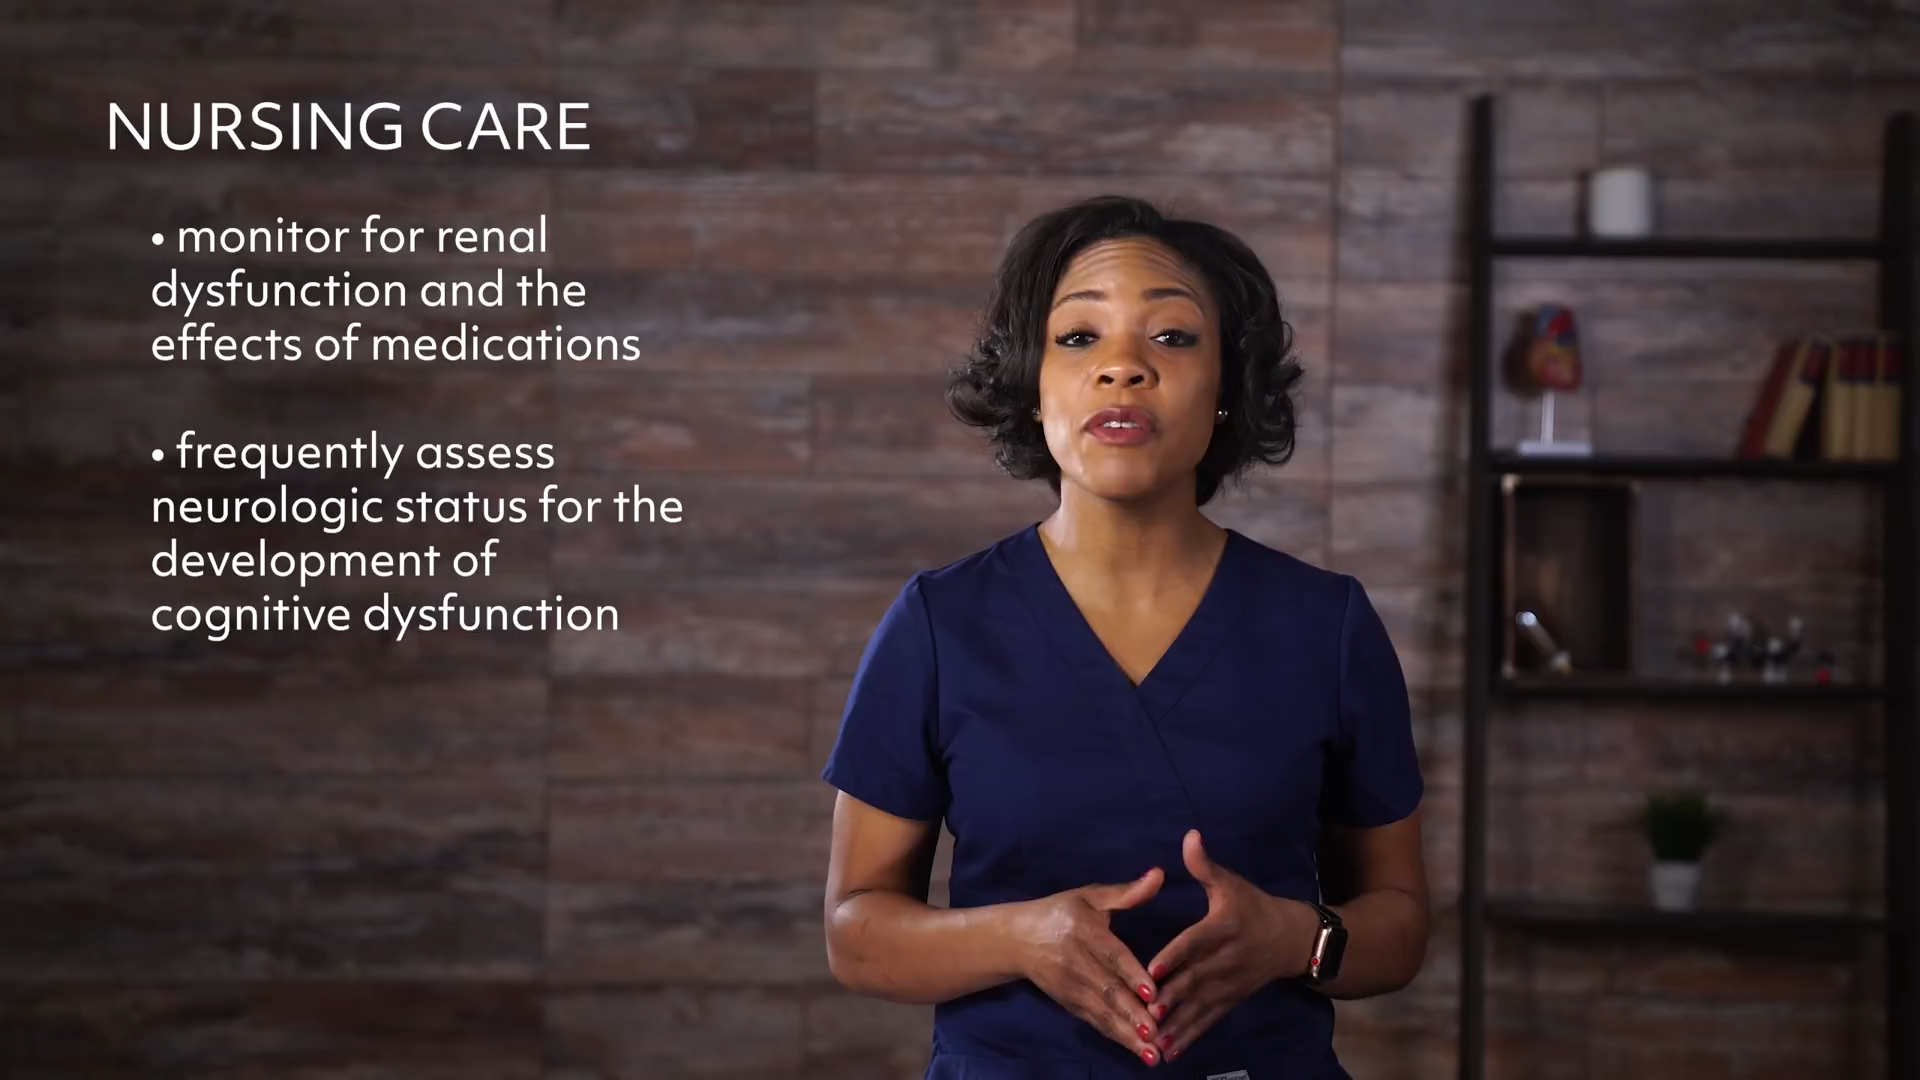 NURSING CARE
• monitor for renal
dysfunction and the
effects of medications
• frequently assess
neurologic status for the
development of
cognitive dysfunction